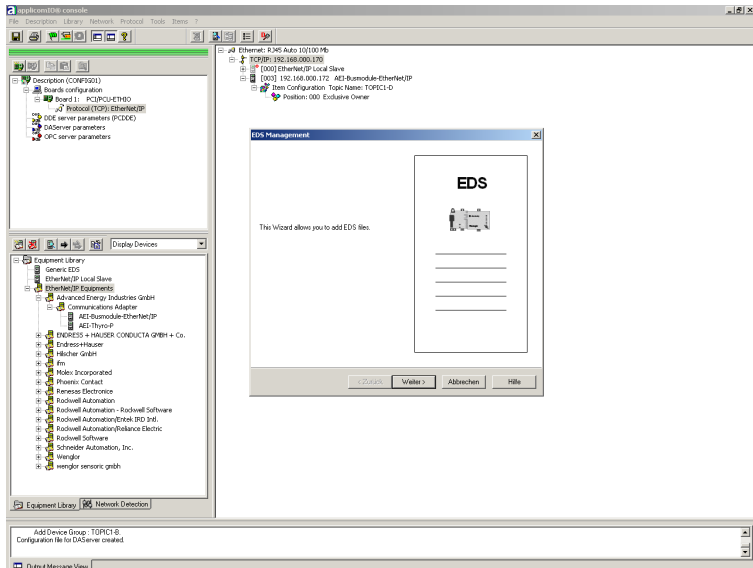 applicomIO® console
File Description Library Network Protocol Tools Items ?
Description (CONFIG01)
Boards configuration
Board 1: PCI/PCU-ETHIO
Protocol (TCP): EtherNet/IP
DDE server parameters (PCDDE)
DAServer parameters
OPC server parameters
Display Devices
Equipment Library
Generic EDS
EtherNet/IP Local Slave
EtherNet/IP Equipments
Advanced Energy Industries GmbH
Communications Adapter
AEI-Busmodule-EtherNet/IP
AEI-Thyro-P
ENDRESS + HAUSER CONDUCTA GMBH + Co.
Endress+Hauser
Hilscher GmbH
ifm
Molex Incorporated
Phoenix Contact
Renesas Electronice
Rockwell Automation
Rockwell Automation - Rockwell Software
Rockwell Automation/Entek IRD Intl.
Rockwell Automation/Reliance Electric
Rockwell Software
Schneider Automation, Inc.
Wenglor
wenglor sensoric gmbh
Equipment Library
Network Detection
Ethernet: RJ45 Auto 10/100 Mb
TCP/IP: 192.168.000.170
[000] EtherNet/IP Local Slave
[003] 192.168.000.172 AEI-Busmodule-EtherNet/IP
Item Configuration Topic Name: TOPIC1-D
Position: 000 Exclusive Owner
EDS Management
This Wizard allows you to add EDS files.
EDS
< Zurück Weiter > Abbrechen Hilfe
Add Device Group : TOPIC1-B.
Configuration file for DAServer created.
Output Message View